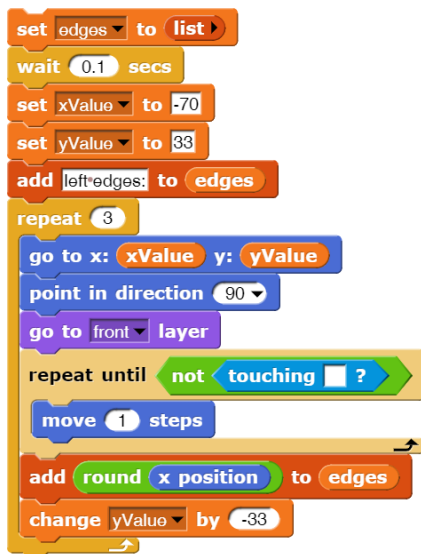 set edges to list
wait 0.1 secs
set xValue to -70
set yValue to 33
add left edges: to edges
repeat 3
go to x: xValue y: yValue
point in direction 90
go to front layer
repeat until not touching ?
move 1 steps
add round x position to edges
change yValue by -33